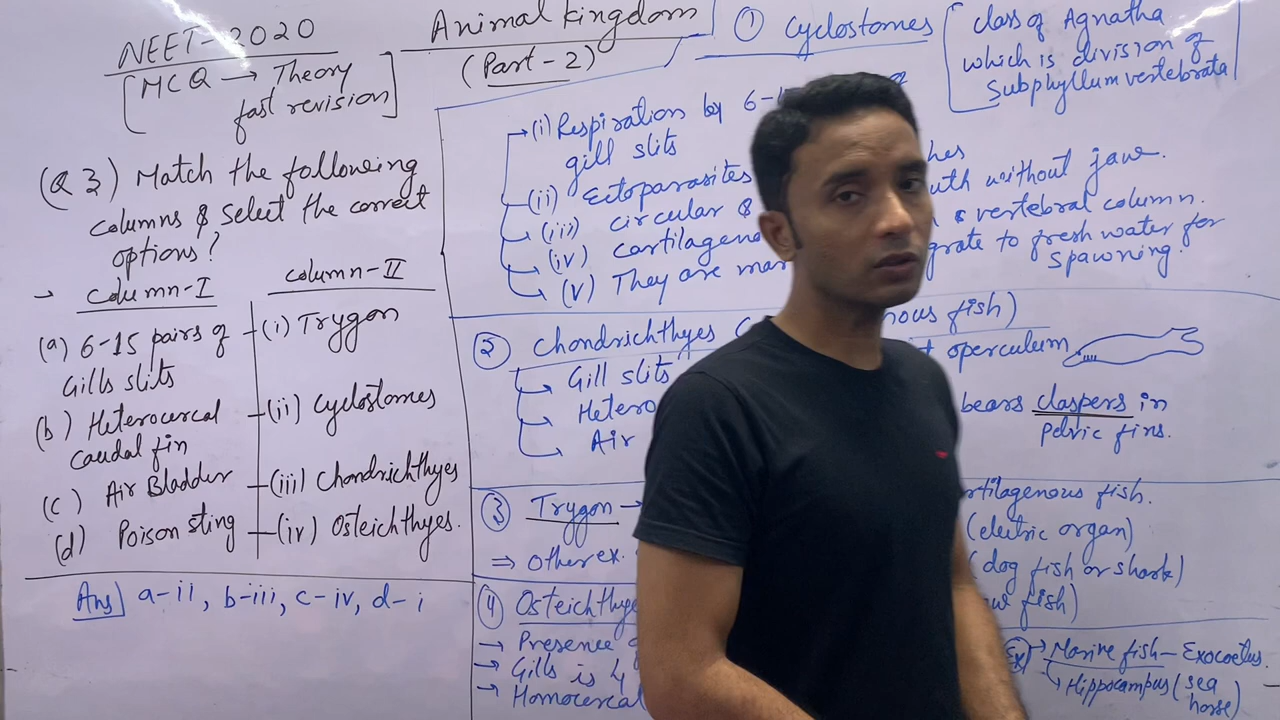 NEET-2020
[MCQ → Theory
fast revision]
Animal kingdom
(Part-2)
(Q 3) Match the following
columns & select the correct
options?
column-I
column-II
(a) 6-15 pairs of
Gills slits
(i) Trygon
(b) Heterocercal
caudal fin
(ii) Cyclostomes
(c) Air Bladder
(iii) Chondrichthyes
(d) Poison sting
(iv) Osteichthyes.
Ans] a-ii, b-iii, c-iv, d-i
① Cyclostomes
[class of Agnatha
which is division of
Subphyllum vertebrata]
(i) Respiration by 6-1
gill slits
(ii) Ectoparasites hes
(iii) circular & uth without jaw.
(iv) cartilageno & vertebral column.
(v) They are mar grate to fresh water for
spawning.
② Chondrichthyes ( nous fish)
Gill slits t operculum
Hetero bears claspers in
pelvic fins.
Air
③ Trygon → rtilagenous fish.
(electric organ)
⇒ Other ex. (dog fish or shark)
w fish)
④ Osteichthye
→ Presence
→ Gills is 4
→ Homocercal
Ex → Marine fish - Exocoetus.
→ Hippocampus (sea
horse)